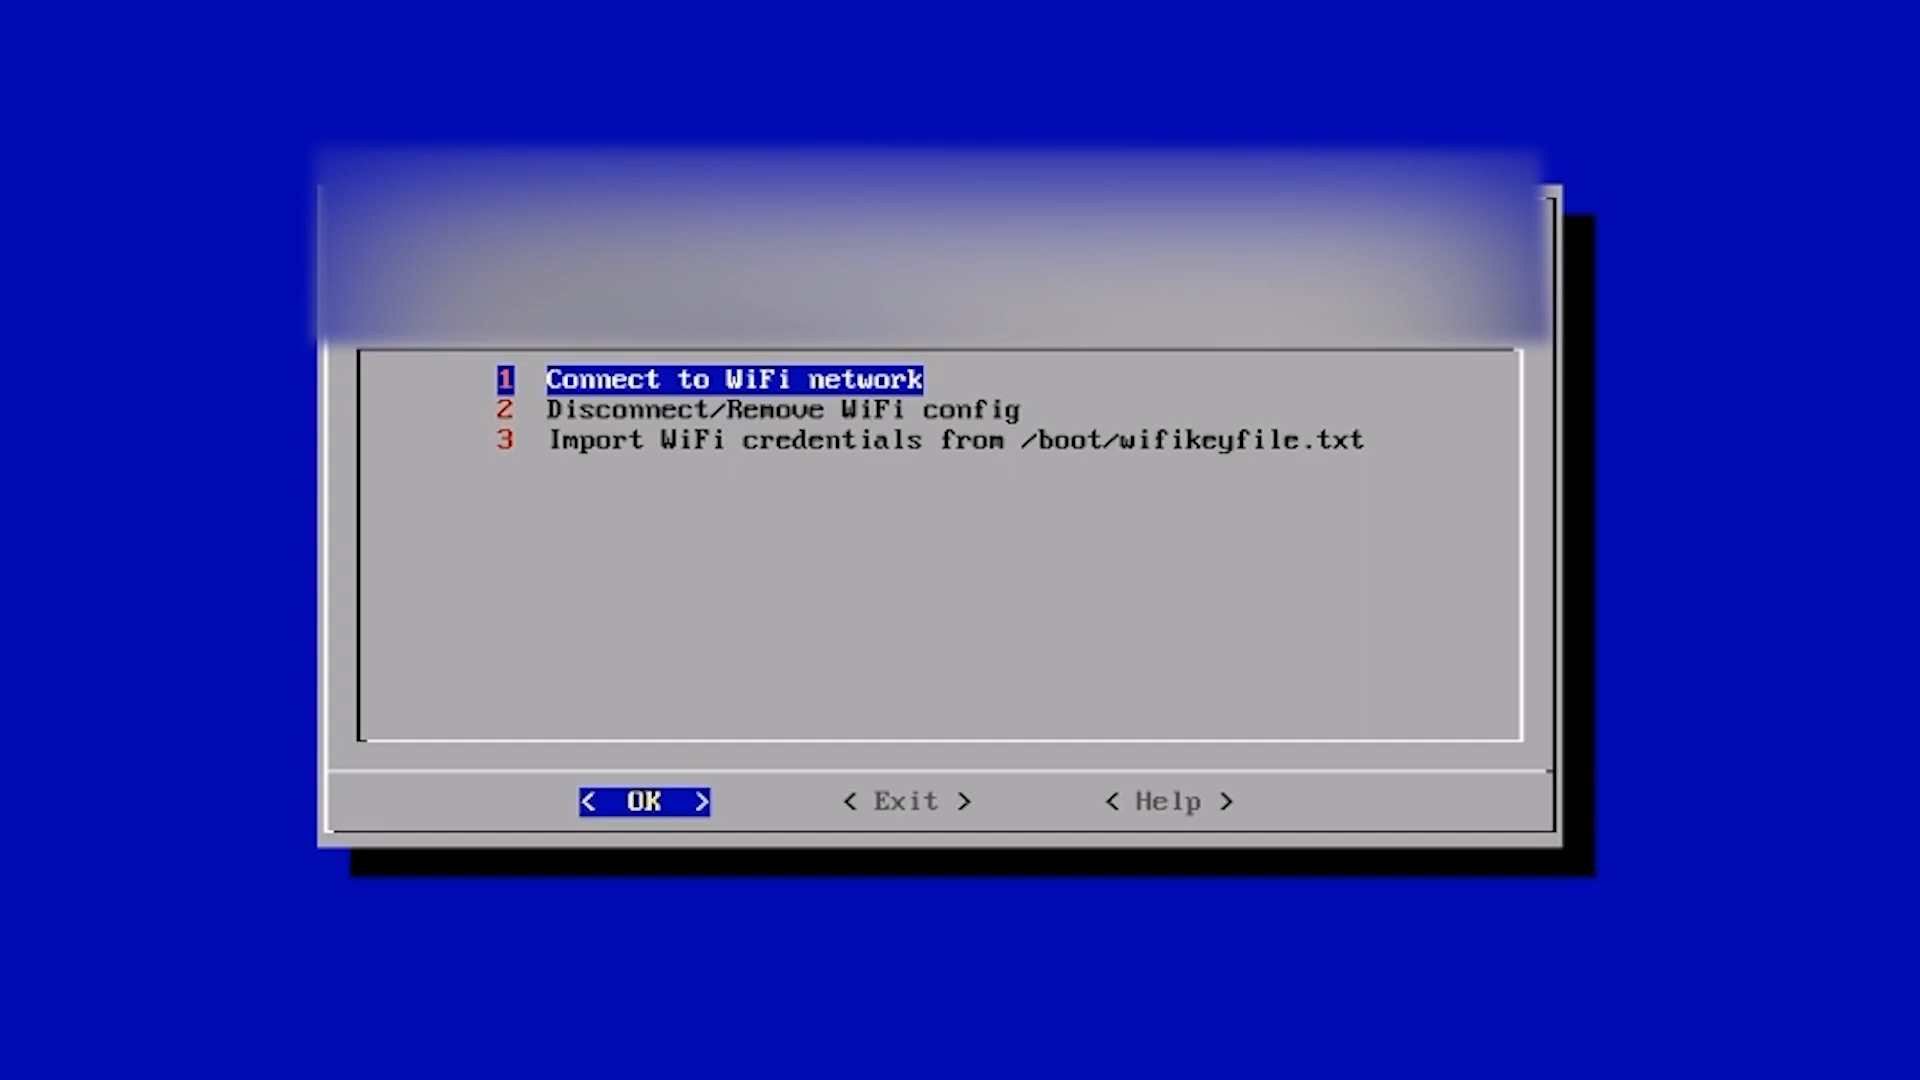 1 Connect to WiFi network
2 Disconnect/Remove WiFi config
3 Import WiFi credentials from /boot/wifikeyfile.txt
< OK > < Exit > < Help >